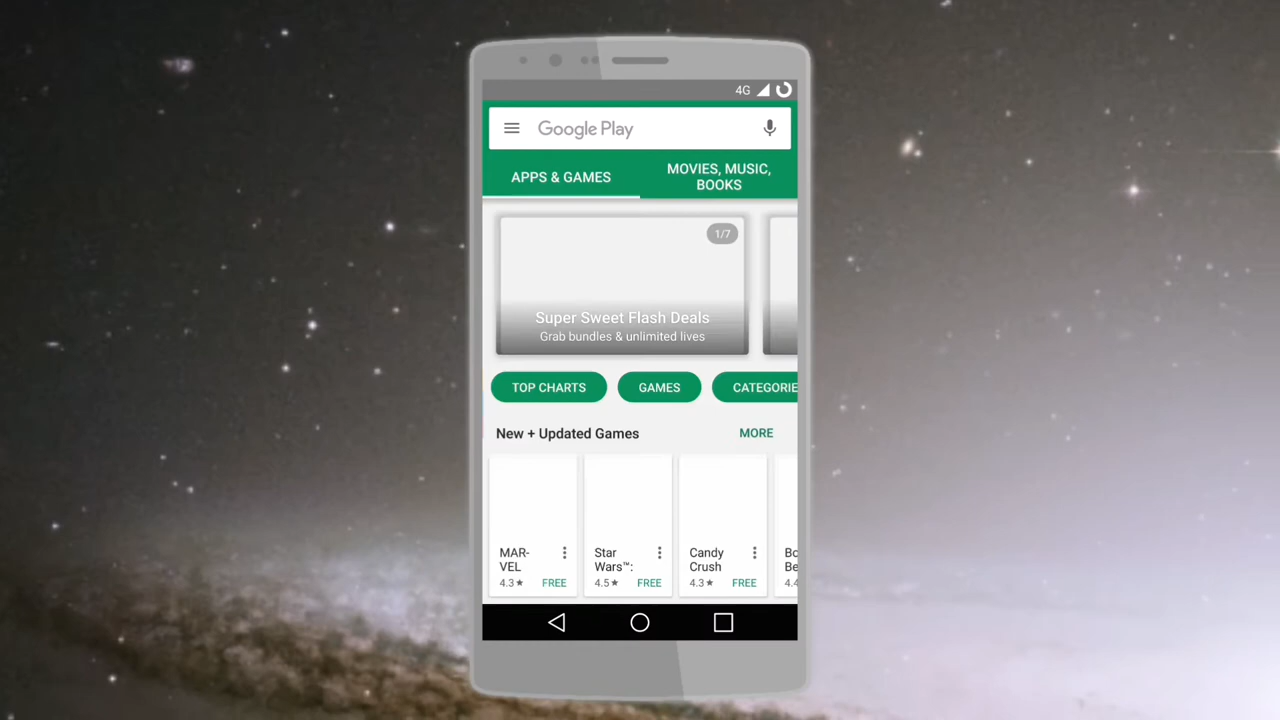 4G
Google Play
APPS & GAMES
MOVIES, MUSIC,
BOOKS
1/7
Super Sweet Flash Deals
Grab bundles & unlimited lives
TOP CHARTS
GAMES
CATEGORIE
New + Updated Games
MORE
MAR-
VEL
4.3★ FREE
Star
Wars™:
4.5★ FREE
Candy
Crush
4.3★ FREE
Bo
Be
4.4